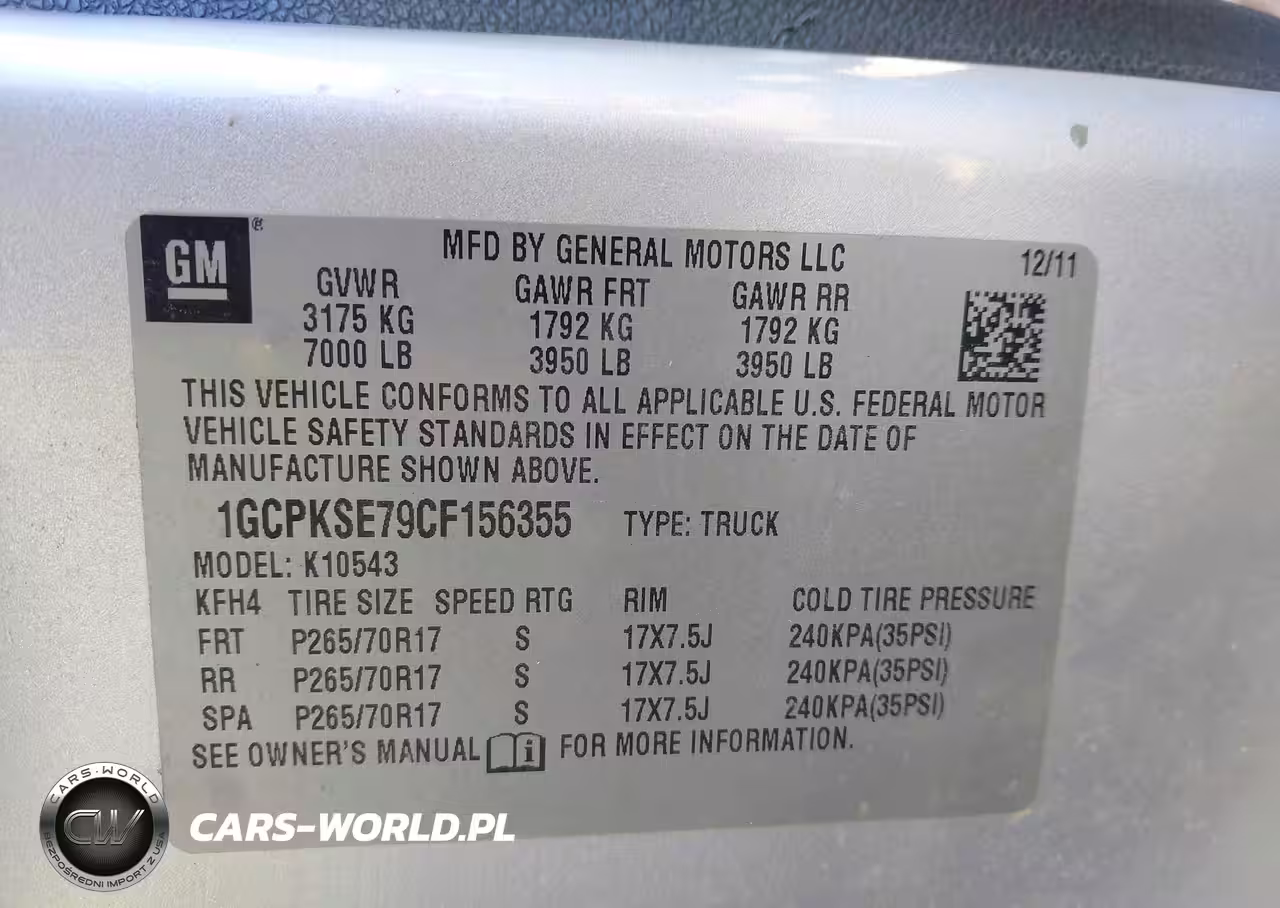 GM ®
MFD BY GENERAL MOTORS LLC 12/11
GVWR GAWR FRT GAWR RR
3175 KG 1792 KG 1792 KG
7000 LB 3950 LB 3950 LB
THIS VEHICLE CONFORMS TO ALL APPLICABLE U.S. FEDERAL MOTOR
VEHICLE SAFETY STANDARDS IN EFFECT ON THE DATE OF
MANUFACTURE SHOWN ABOVE.
1GCPKSE79CF156355 TYPE: TRUCK
MODEL: K10543
KFH4 TIRE SIZE SPEED RTG RIM COLD TIRE PRESSURE
FRT P265/70R17 S 17X7.5J 240KPA(35PSI)
RR P265/70R17 S 17X7.5J 240KPA(35PSI)
SPA P265/70R17 S 17X7.5J 240KPA(35PSI)
SEE OWNER'S MANUAL i FOR MORE INFORMATION.
CARS-WORLD
CW
BEZPOŚREDNI IMPORT Z USA
CARS-WORLD.PL